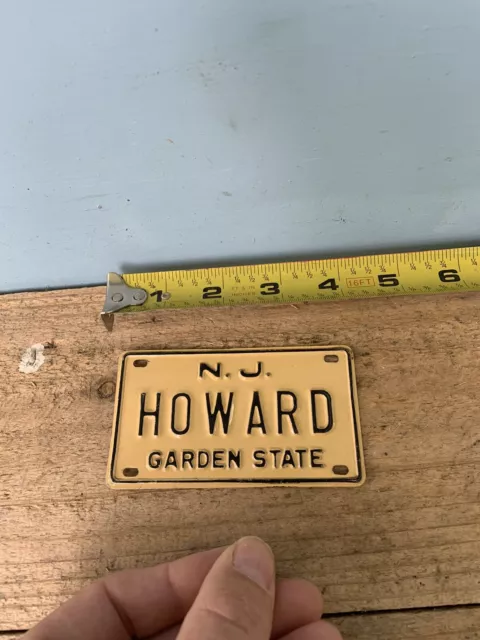 1 2 3 4 16FT 5 6
N.J.
HOWARD
GARDEN STATE